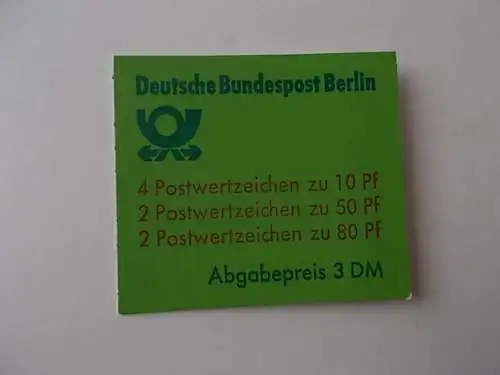 Deutsche Bundespost Berlin
4 Postwertzeichen zu 10 Pf
2 Postwertzeichen zu 50 Pf
2 Postwertzeichen zu 80 Pf
Abgabepreis 3 DM